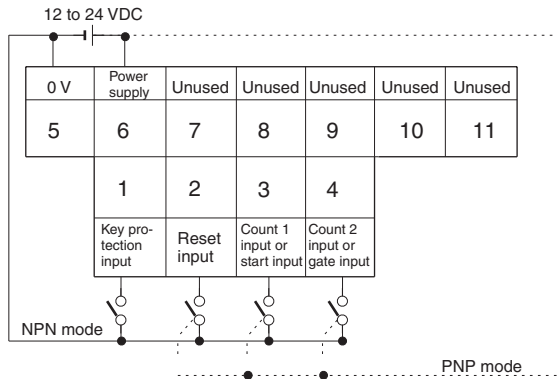 12 to 24 VDC
0 V
Power
supply
Unused
Unused
Unused
Unused
Unused
5
6
7
8
9
10
11
1
2
3
4
Key pro-
tection
input
Reset
input
Count 1
input or
start input
Count 2
input or
gate input
NPN mode
PNP mode